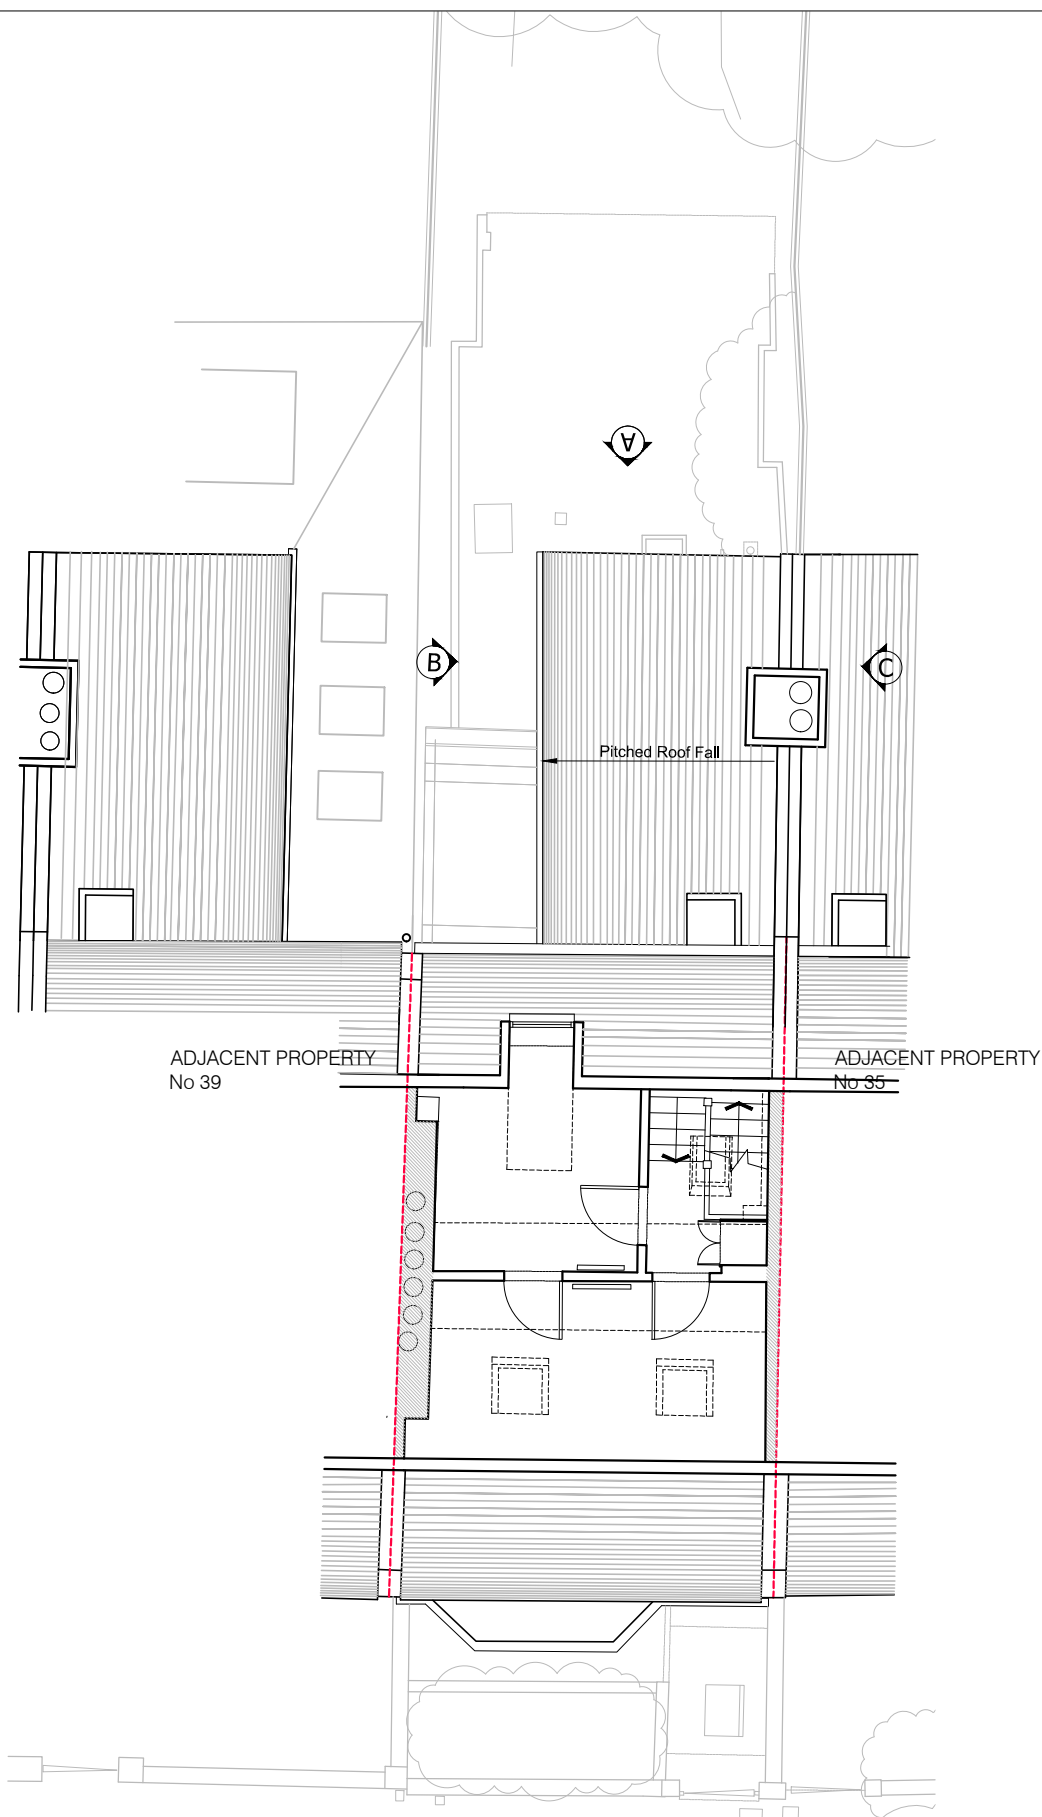 A
B
C
Pitched Roof Fall
ADJACENT PROPERTY
No 39
ADJACENT PROPERTY
No 35